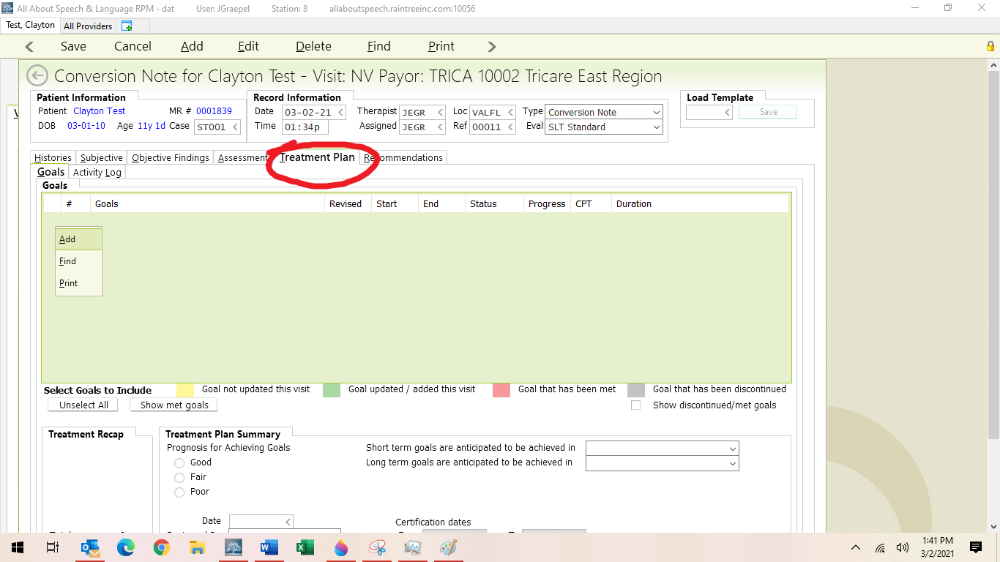 All About Speech & Language RPM - dat User: JGraepel Station: 8 allaboutspeech.raintreeinc.com:10056
Test, Clayton All Providers
Save Cancel Add Edit Delete Find Print
Conversion Note for Clayton Test - Visit: NV Payor: TRICA 10002 Tricare East Region
Patient Information Record Information Load Template
Patient Clayton Test MR # 0001839 Date 03-02-21 Therapist JEGR Loc VALFL Type Conversion Note Save
DOB 03-01-10 Age 11y 1d Case ST001 Time 01:34p Assigned JEGR Ref 00011 Eval SLT Standard
Histories Subjective Objective Findings Assessment Treatment Plan Recommendations
Goals Activity Log
Goals
# Goals Revised Start End Status Progress CPT Duration
Add
Find
Print
Select Goals to Include Goal not updated this visit Goal updated / added this visit Goal that has been met Goal that has been discontinued
Unselect All Show met goals Show discontinued/met goals
Treatment Recap Treatment Plan Summary
Prognosis for Achieving Goals Short term goals are anticipated to be achieved in
Good Long term goals are anticipated to be achieved in
Fair
Poor
Date Certification dates
1:41 PM
3/2/2021